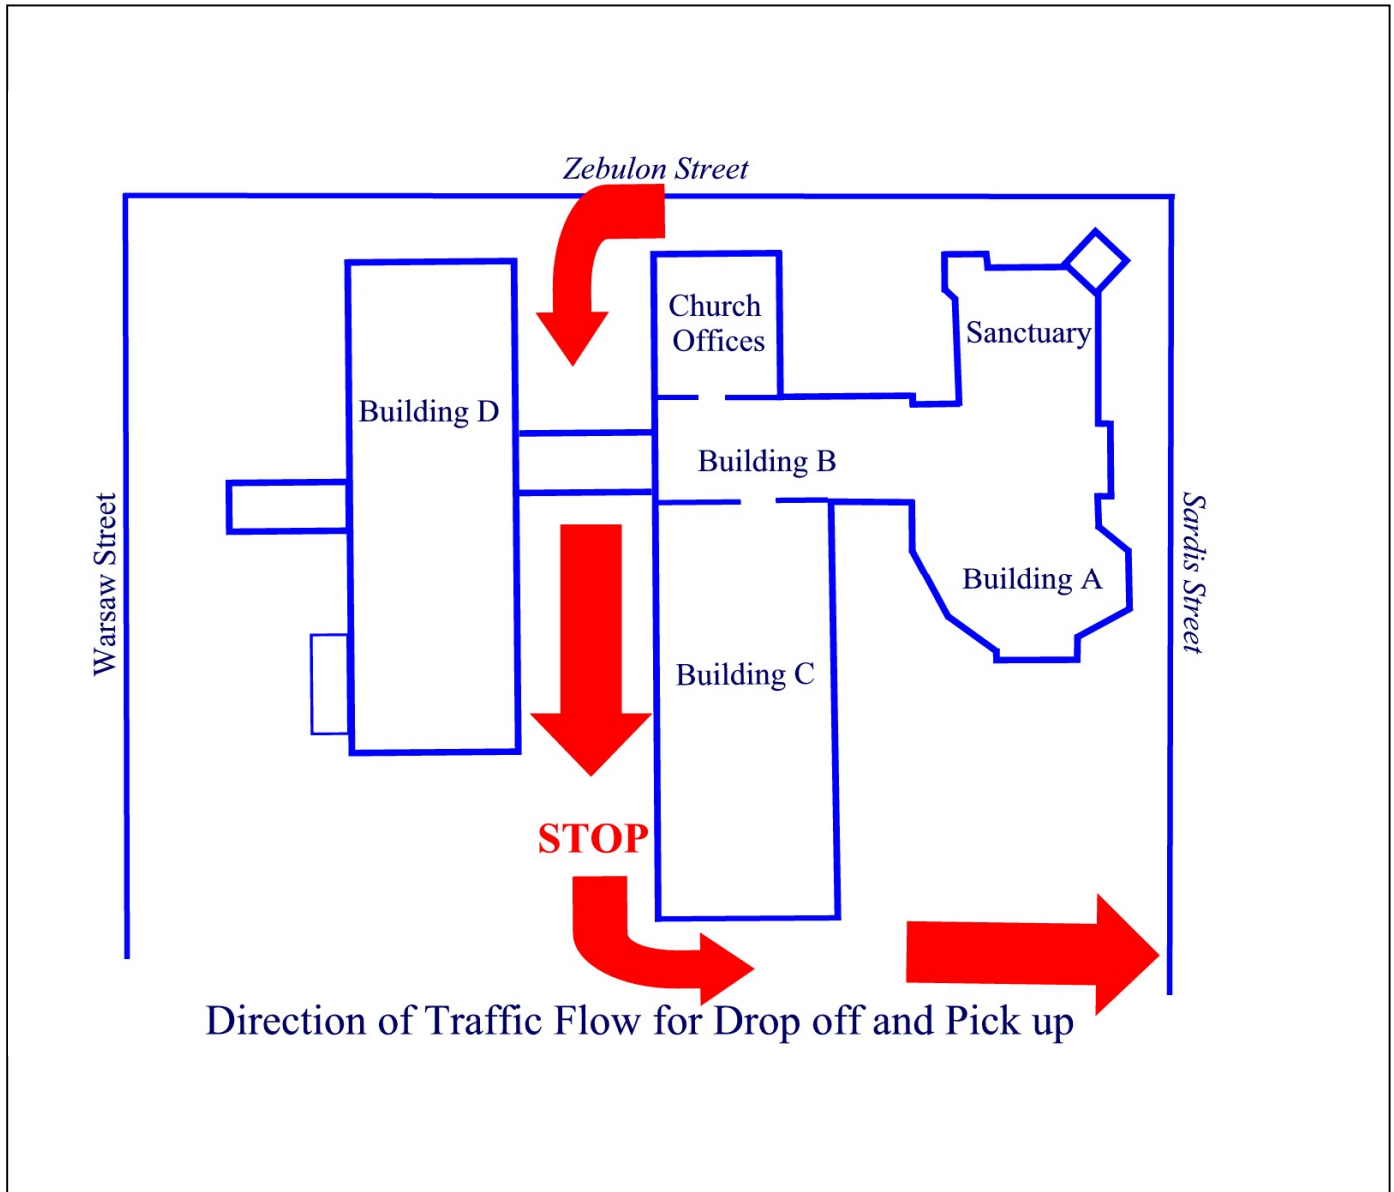 Zebulon Street
Church
Offices
Sanctuary
Building D
Building B
Warsaw Street
Sardis Street
Building A
Building C
STOP
Direction of Traffic Flow for Drop off and Pick up